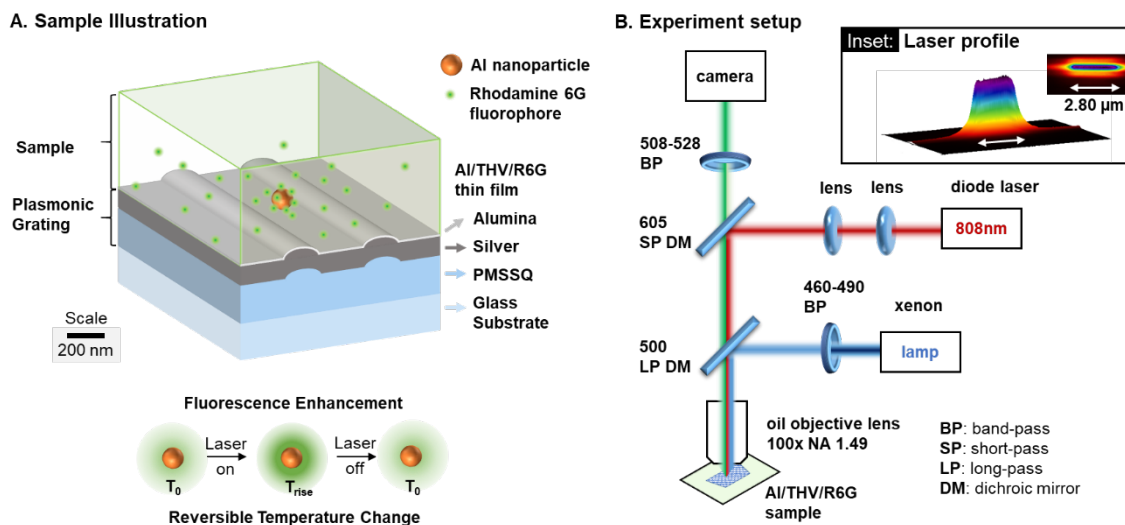 A. Sample Illustration
Al nanoparticle
Rhodamine 6G
fluorophore
Sample
Plasmonic
Grating
Al/THV/R6G
thin film
Alumina
Silver
PMSSQ
Glass
Substrate
Scale
200 nm
Fluorescence Enhancement
Laser
on
Laser
off
T0
Trise
T0
Reversible Temperature Change
B. Experiment setup
Inset: Laser profile
2.80 µm
camera
508-528
BP
lens
lens
diode laser
808nm
605
SP DM
460-490
BP
xenon
lamp
500
LP DM
oil objective lens
100x NA 1.49
Al/THV/R6G
sample
BP: band-pass
SP: short-pass
LP: long-pass
DM: dichroic mirror